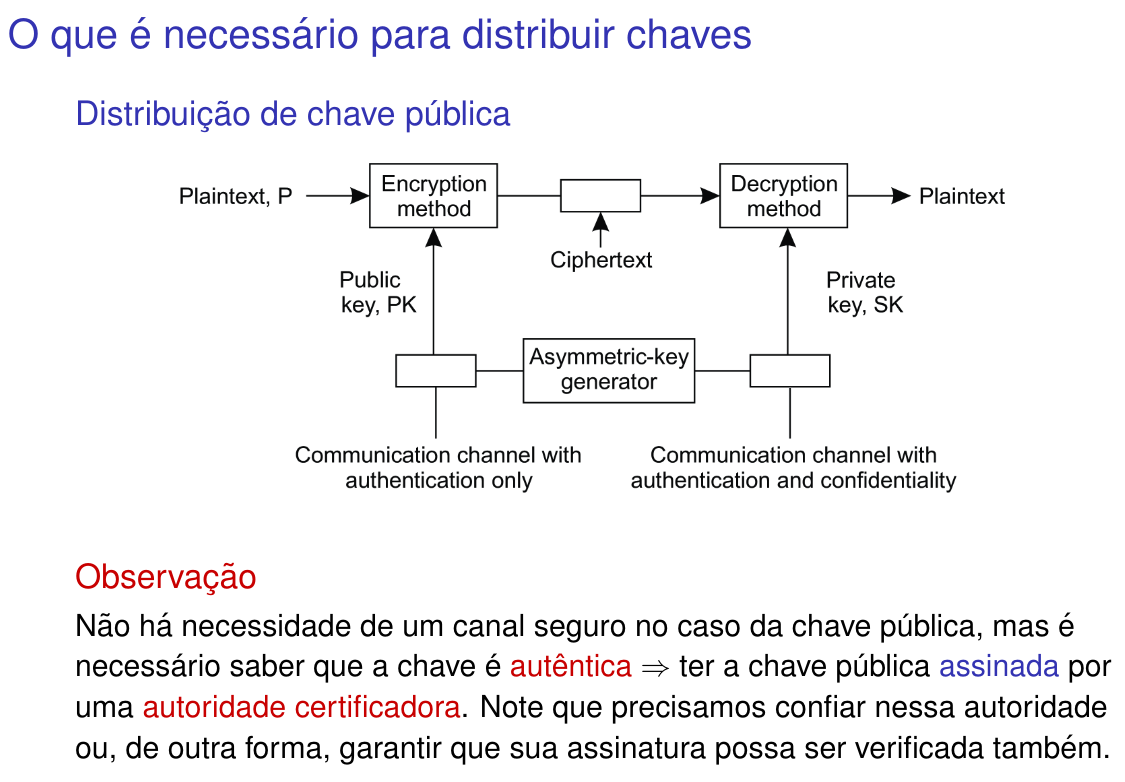 O que é necessário para distribuir chaves
Distribuição de chave pública
Plaintext, P
Encryption
method
Decryption
method
Plaintext
Ciphertext
Public
key, PK
Private
key, SK
Asymmetric-key
generator
Communication channel with
authentication only
Communication channel with
authentication and confidentiality
Observação
Não há necessidade de um canal seguro no caso da chave pública, mas é
necessário saber que a chave é autêntica ⇒ ter a chave pública assinada por
uma autoridade certificadora. Note que precisamos confiar nessa autoridade
ou, de outra forma, garantir que sua assinatura possa ser verificada também.